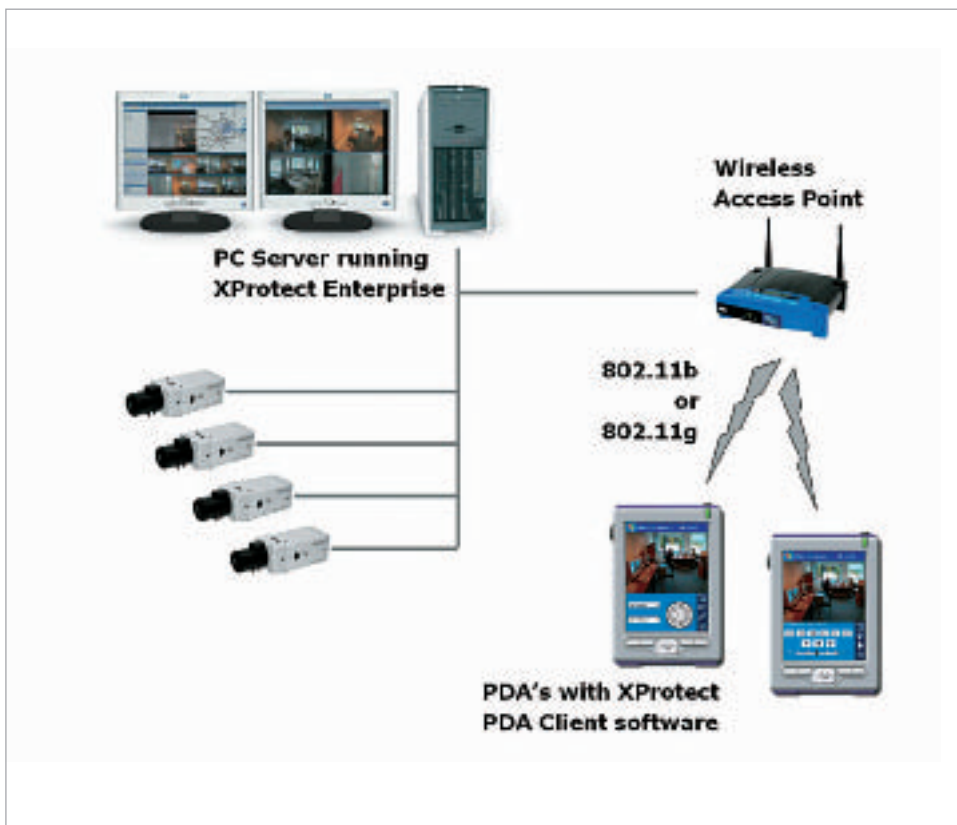 PC Server running
XProtect Enterprise
Wireless
Access Point
802.11b
or
802.11g
PDA's with XProtect
PDA Client software